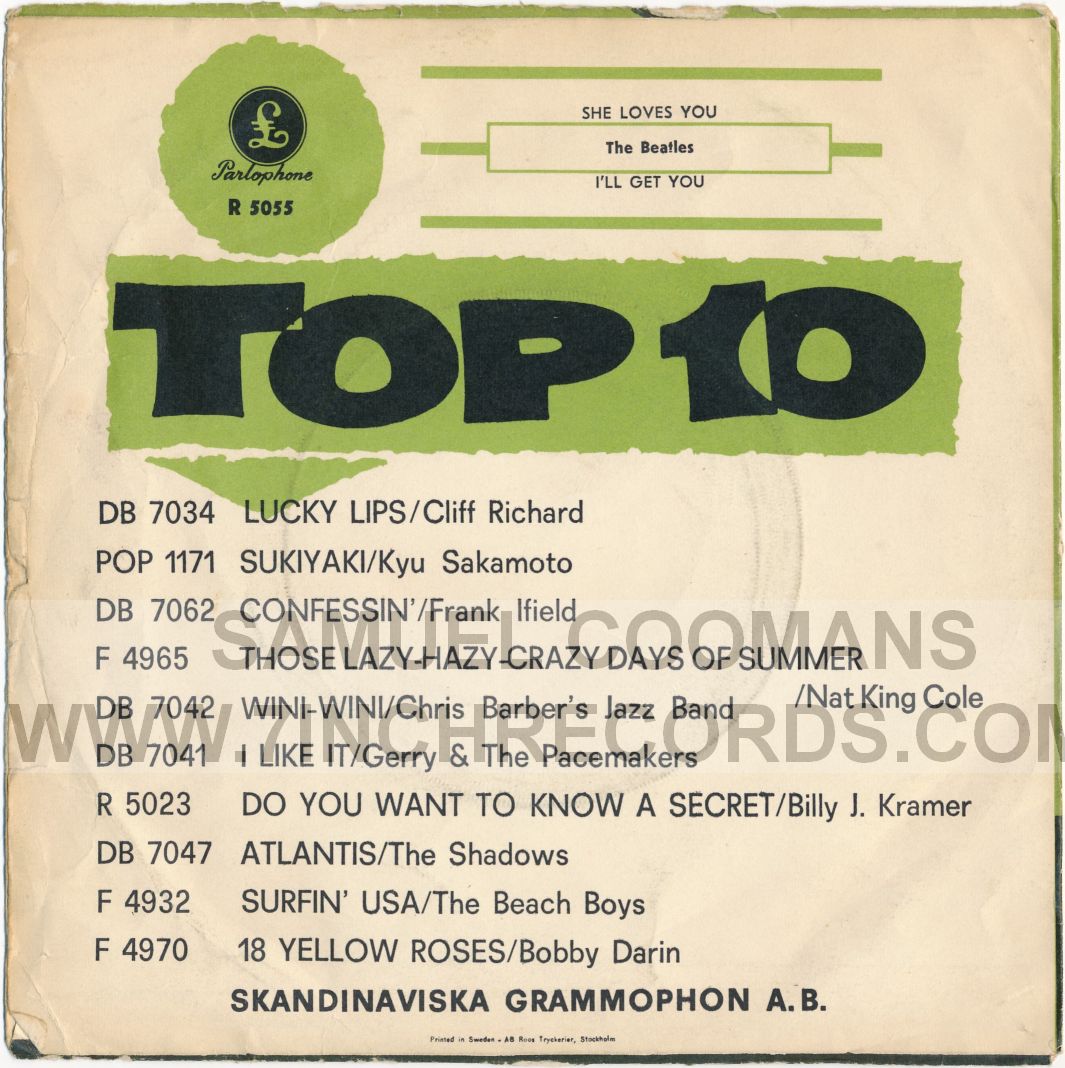 £
Parlophone
R 5055
SHE LOVES YOU
The Beatles
I'LL GET YOU
TOP 10
DB 7034 LUCKY LIPS/Cliff Richard
POP 1171 SUKIYAKI/Kyu Sakamoto
DB 7062 CONFESSIN'/Frank Ifield
F 4965 THOSE LAZY-HAZY-CRAZY DAYS OF SUMMER
/Nat King Cole
DB 7042 WINI-WINI/Chris Barber's Jazz Band
DB 7041 I LIKE IT/Gerry & The Pacemakers
R 5023 DO YOU WANT TO KNOW A SECRET/Billy J. Kramer
DB 7047 ATLANTIS/The Shadows
F 4932 SURFIN' USA/The Beach Boys
F 4970 18 YELLOW ROSES/Bobby Darin
SKANDINAVISKA GRAMMOPHON A.B.
Printed in Sweden - AB Roos Tryckerier, Stockholm
SAMUEL COOMANS
WWW.7INCHRECORDS.COM